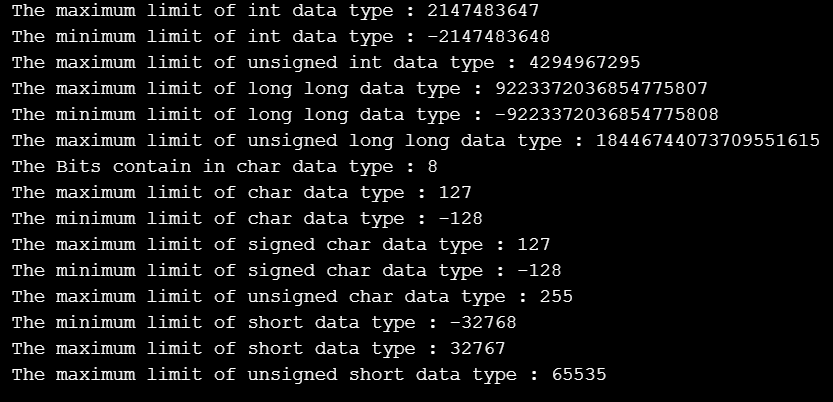 The maximum limit of int data type : 2147483647
The minimum limit of int data type : -2147483648
The maximum limit of unsigned int data type : 4294967295
The maximum limit of long long data type : 9223372036854775807
The minimum limit of long long data type : -9223372036854775808
The maximum limit of unsigned long long data type : 18446744073709551615
The Bits contain in char data type : 8
The maximum limit of char data type : 127
The minimum limit of char data type : -128
The maximum limit of signed char data type : 127
The minimum limit of signed char data type : -128
The maximum limit of unsigned char data type : 255
The minimum limit of short data type : -32768
The maximum limit of short data type : 32767
The maximum limit of unsigned short data type : 65535